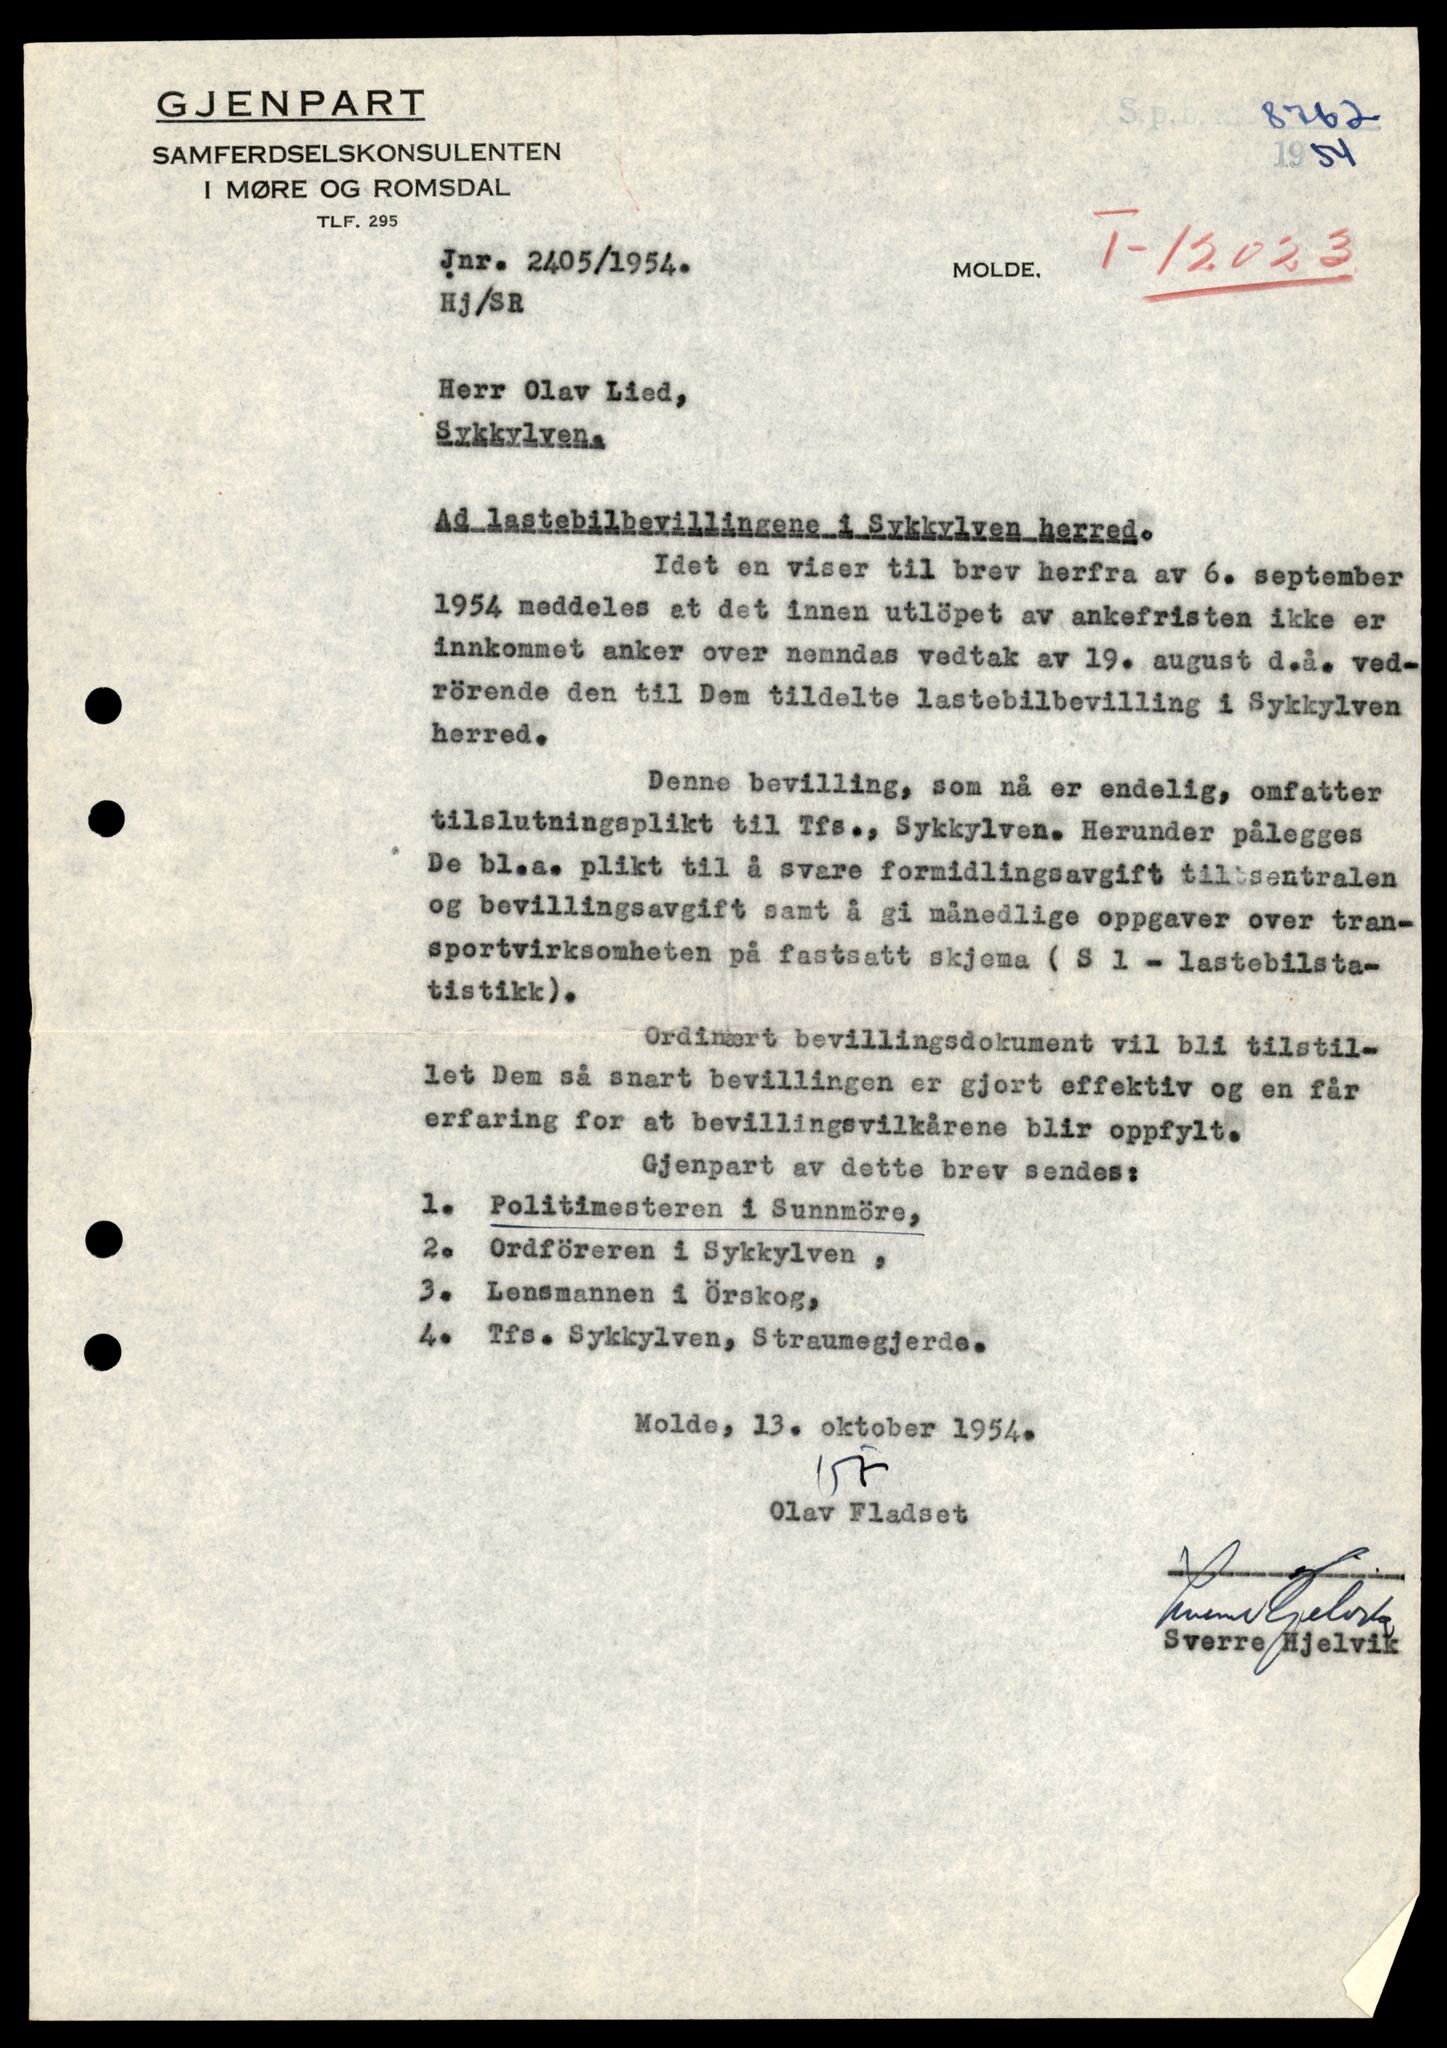 GJENPART
SAMFERDSELSKONSULENTEN
I MØRE OG ROMSDAL
TLF. 295
S.p.b. nr. 8762
1954
Jnr. 2405/1954.
MOLDE,
T-12023
Hj/SR
Herr Olav Lied,
Sykkylven.
Ad lastebilbevillingene i Sykkylven herred.
Idet en viser til brev herfra av 6. september
1954 meddeles at det innen utlöpet av ankefristen ikke er
innkommet anker over nemndas vedtak av 19. august d.å. ved-
rörende den til Dem tildelte lastebilbevilling i Sykkylven
herred.
Denne bevilling, som nå er endelig, omfatter
tilslutningsplikt til Tfs., Sykkylven. Herunder pålegges
De bl.a. plikt til å svare formidlingsavgift til sentralen
og bevillingsavgift samt å gi månedlige oppgaver over tran-
sportvirksomheten på fastsatt skjema ( S 1 - lastebilsta-
tistikk).
Ordinært bevillingsdokument vil bli tilstil-
let Dem så snart bevillingen er gjort effektiv og en får
erfaring for at bevillingsvilkårene blir oppfylt.
Gjenpart av dette brev sendes:
1. Politimesteren i Sunnmöre,
2. Ordföreren i Sykkylven ,
3. Lensmannen i Örskog,
4. Tfs. Sykkylven, Straumegjerde.
Molde, 13. oktober 1954.
Olav Fladset
Sverre Hjelvik
Sverre Hjelvik